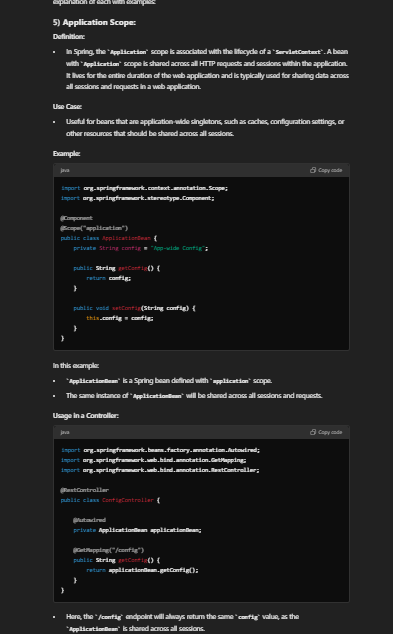 explanation of each with examples:
5) Application Scope:
Definition:
• In Spring, the `Application` scope is associated with the lifecycle of a `ServletContext`. A bean
with `Application` scope is shared across all HTTP requests and sessions within the application.
It lives for the entire duration of the web application and is typically used for sharing data across
all sessions and requests in a web application.
Use Case:
• Useful for beans that are application-wide singletons, such as caches, configuration settings, or
other resources that should be shared across all sessions.
Example:
java Copy code
import org.springframework.context.annotation.Scope;
import org.springframework.stereotype.Component;
@Component
@Scope("application")
public class ApplicationBean {
private String config = "App-wide Config";
public String getConfig() {
return config;
}
public void setConfig(String config) {
this.config = config;
}
}
In this example:
• `ApplicationBean` is a Spring bean defined with `application` scope.
• The same instance of `ApplicationBean` will be shared across all sessions and requests.
Usage in a Controller:
java Copy code
import org.springframework.beans.factory.annotation.Autowired;
import org.springframework.web.bind.annotation.GetMapping;
import org.springframework.web.bind.annotation.RestController;
@RestController
public class ConfigController {
@Autowired
private ApplicationBean applicationBean;
@GetMapping("/config")
public String getConfig() {
return applicationBean.getConfig();
}
}
• Here, the `/config` endpoint will always return the same `config` value, as the
`ApplicationBean` is shared across all sessions.